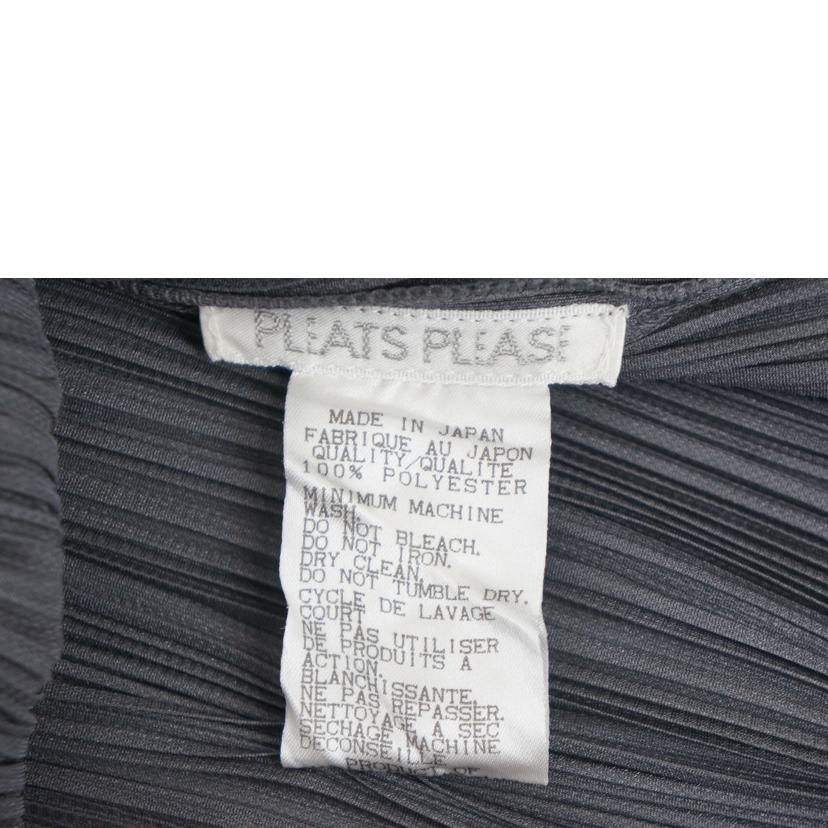 PLEATS PLEASE
MADE IN JAPAN
FABRIQUE AU JAPON
QUALITY/QUALITE
100% POLYESTER
MINIMUM MACHINE
WASH.
DO NOT BLEACH.
DO NOT IRON.
DRY CLEAN.
DO NOT TUMBLE DRY.
CYCLE DE LAVAGE
COURT
NE PAS UTILISER
DE PRODUITS A
ACTION.
BLANCHISSANTE,
NE PAS REPASSER.
NETTOYAGE A SEC
SECHAGE MACHINE
DECONSEILLE
PRODUCT OF